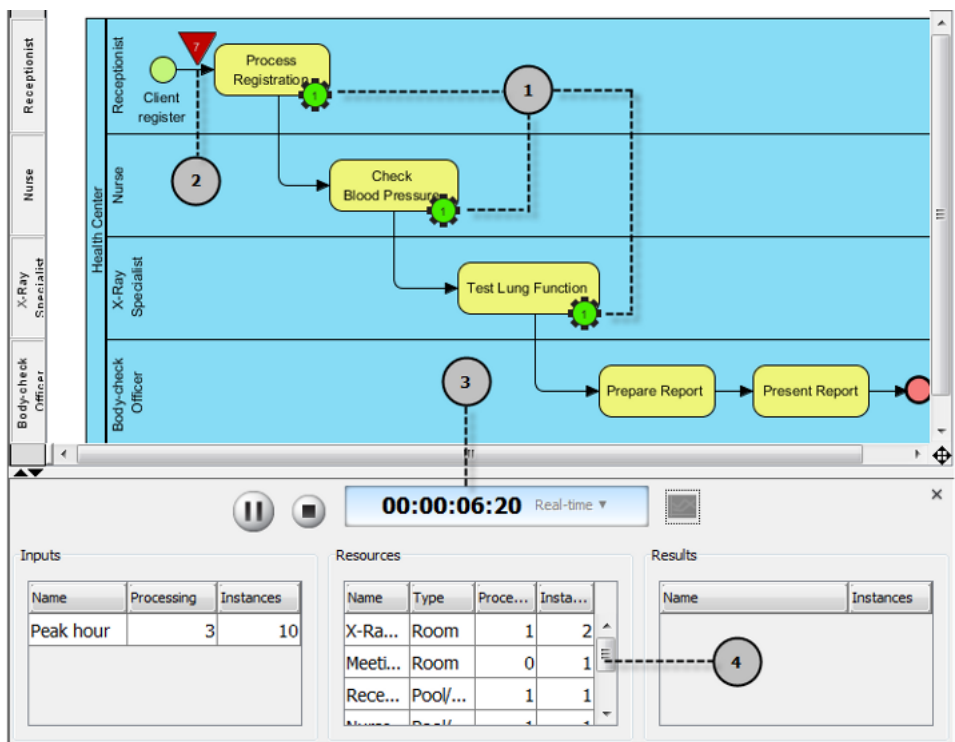 Receptionist
Nurse
X-Ray
Specialist
Body-check
Officer
Health Center
Receptionist
Nurse
X-Ray
Specialist
Body-check
Officer
7
Client
register
Process
Registration
1
1
2
Check
Blood Pressure
1
Test Lung Function
1
3
Prepare Report
Present Report
00:00:06:20 Real-time
Inputs
Name Processing Instances
Peak hour 3 10
Resources
Name Type Proce... Insta...
X-Ra... Room 1 2
Meeti... Room 0 1
Rece... Pool/... 1 1
4
Results
Name Instances